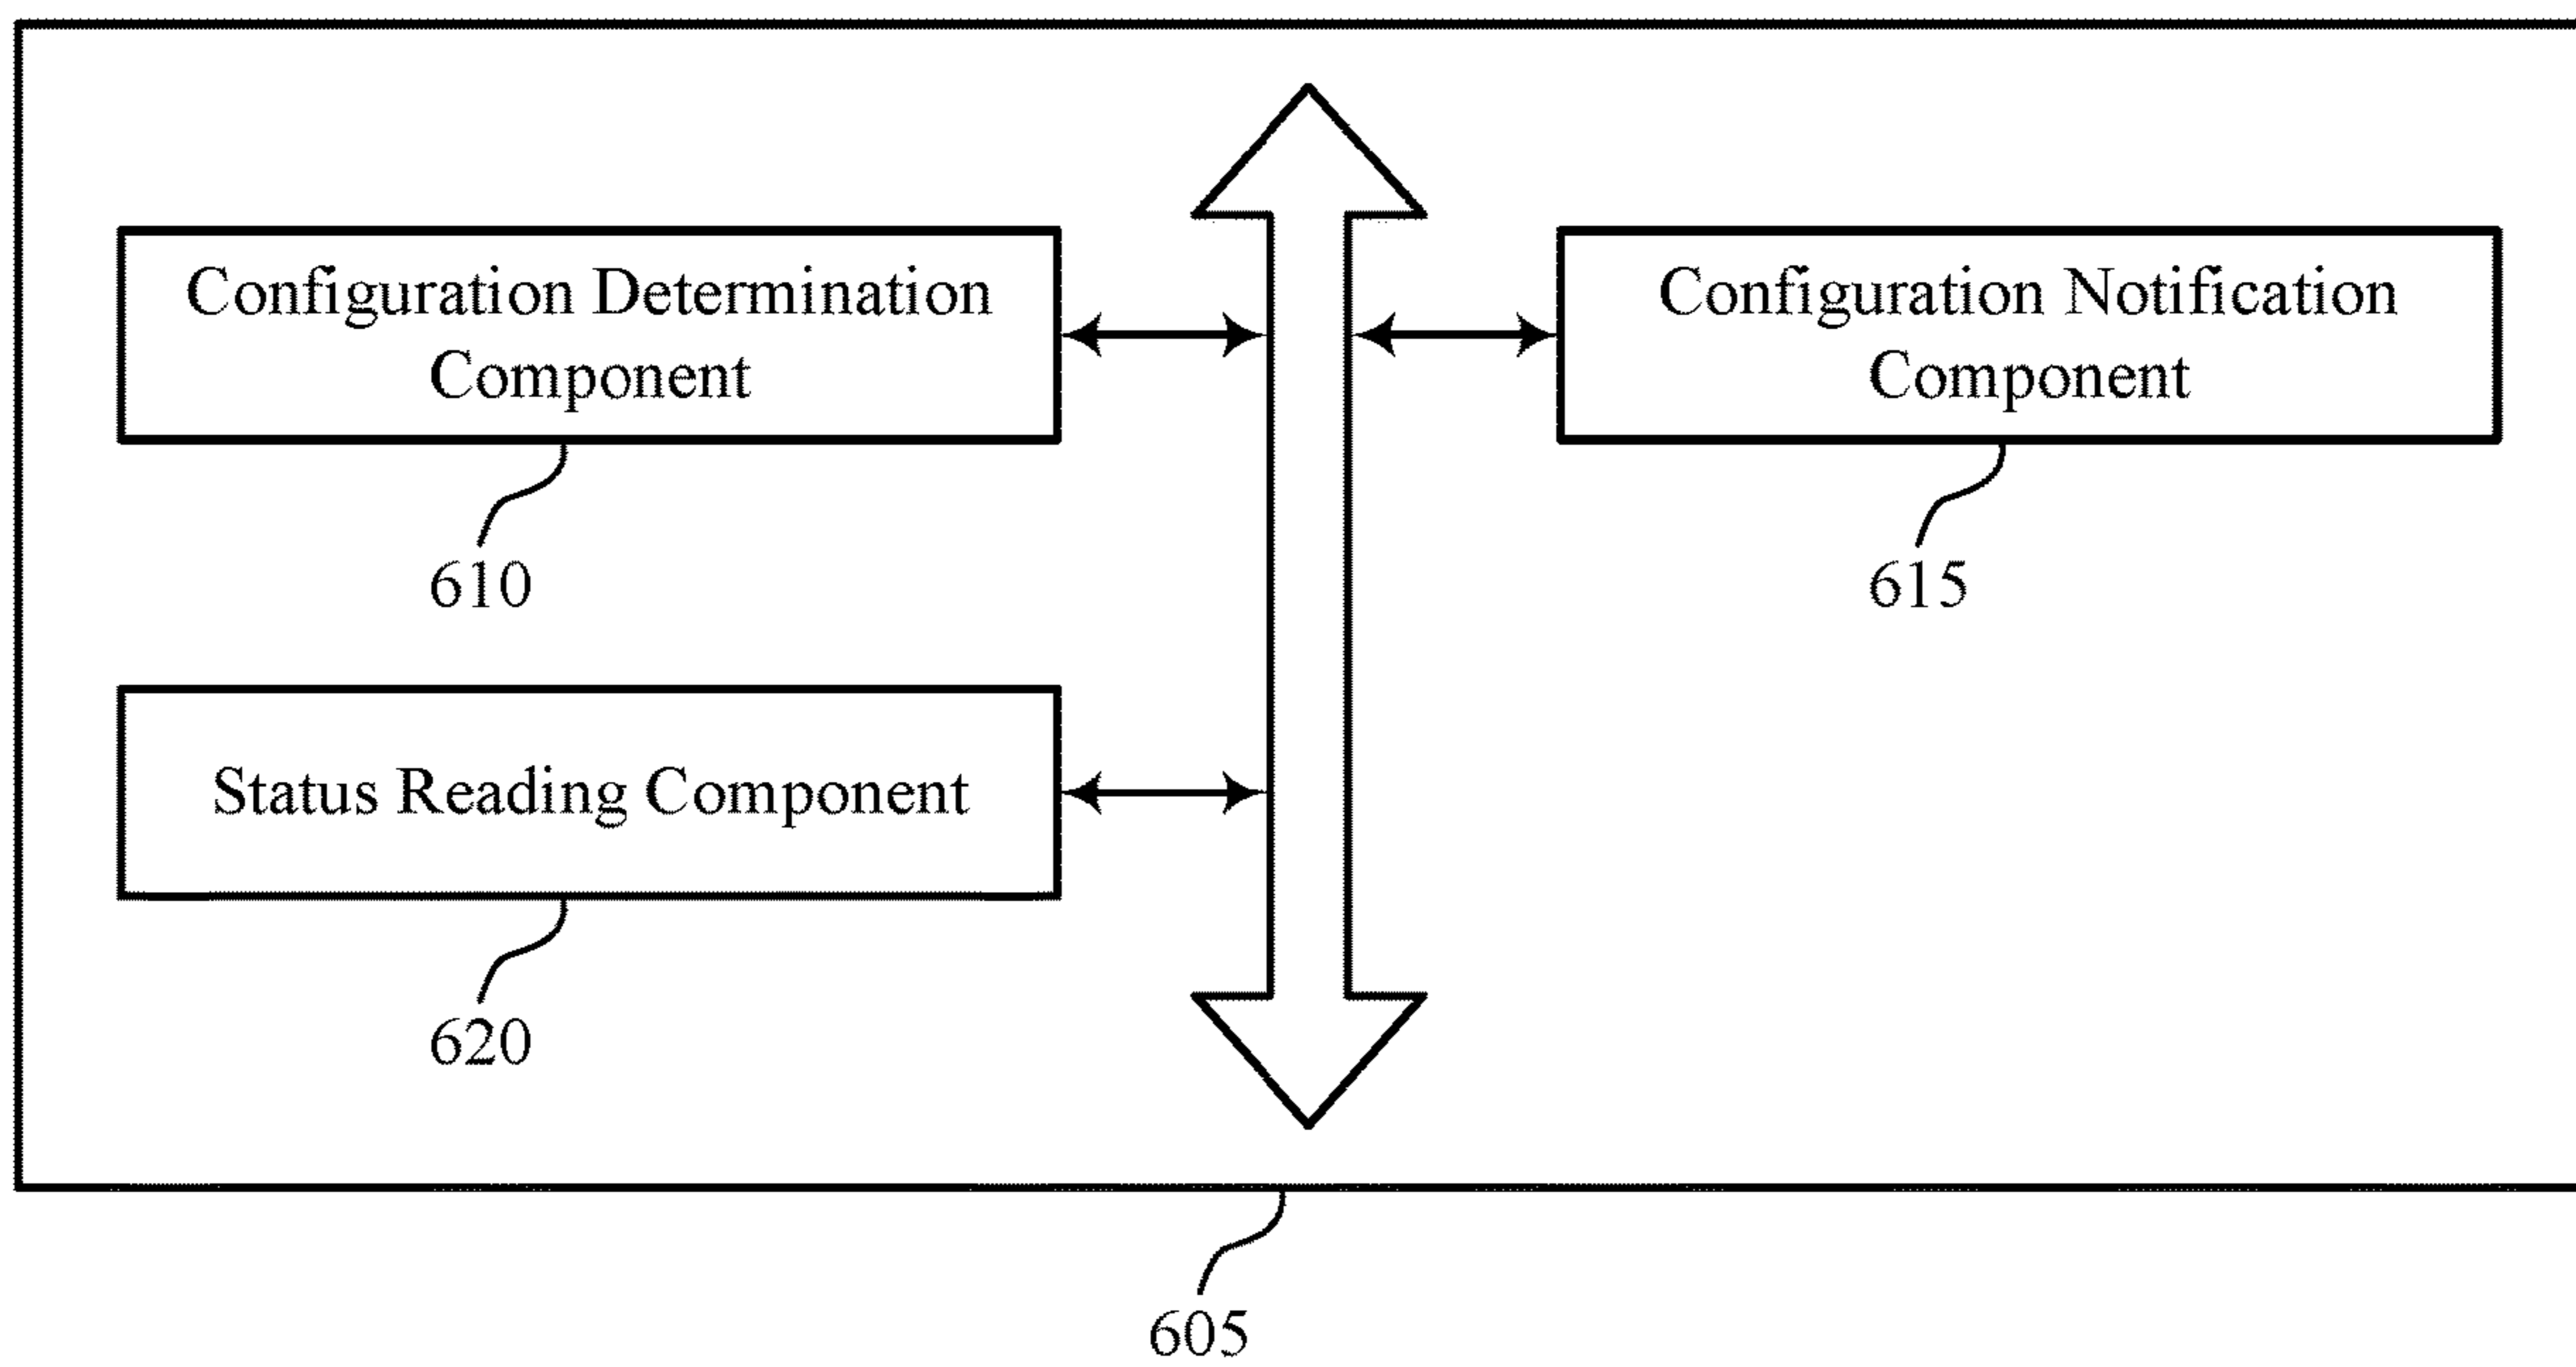 Configuration Determination
Component
Configuration Notification
Component
610
615
Status Reading Component
620
605